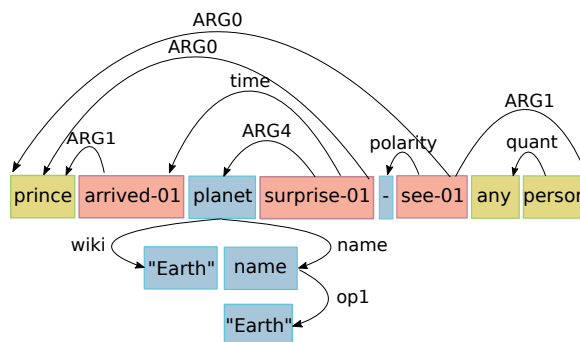 ARG0
ARG0
time
ARG1
ARG1
ARG4
polarity
quant
prince arrived-01 planet surprise-01 - see-01 any person
wiki
name
"Earth" name
op1
"Earth"